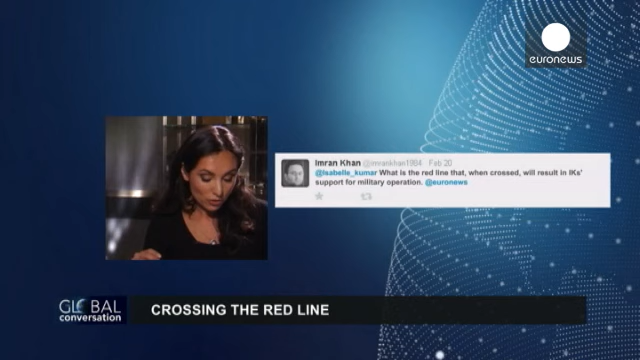 euronews
Imran Khan @imrankhan1984 Feb 20
@Isabelle_kumar What is the red line that, when crossed, will result in IKs'
support for military operation. @euronews
GLOBAL
conversation
CROSSING THE RED LINE